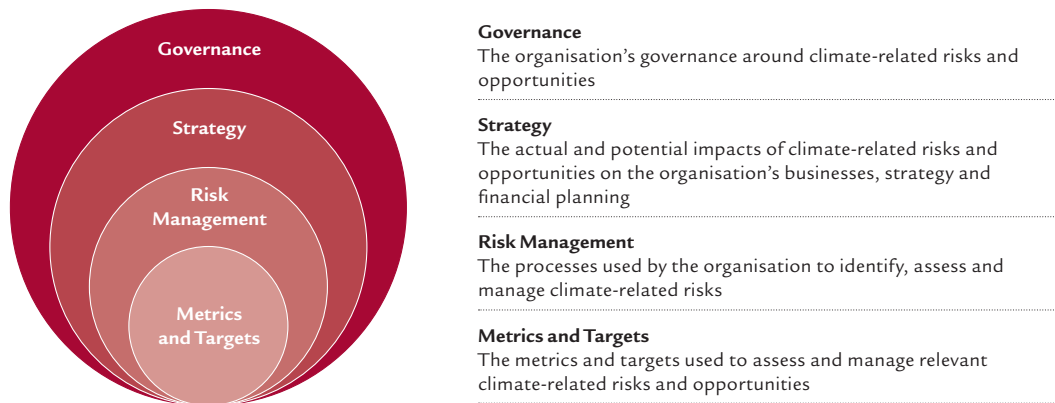 Governance
Strategy
Risk
Management
Metrics
and Targets
Governance
The organisation’s governance around climate-related risks and
opportunities
Strategy
The actual and potential impacts of climate-related risks and
opportunities on the organisation’s businesses, strategy and
financial planning
Risk Management
The processes used by the organisation to identify, assess and
manage climate-related risks
Metrics and Targets
The metrics and targets used to assess and manage relevant
climate-related risks and opportunities